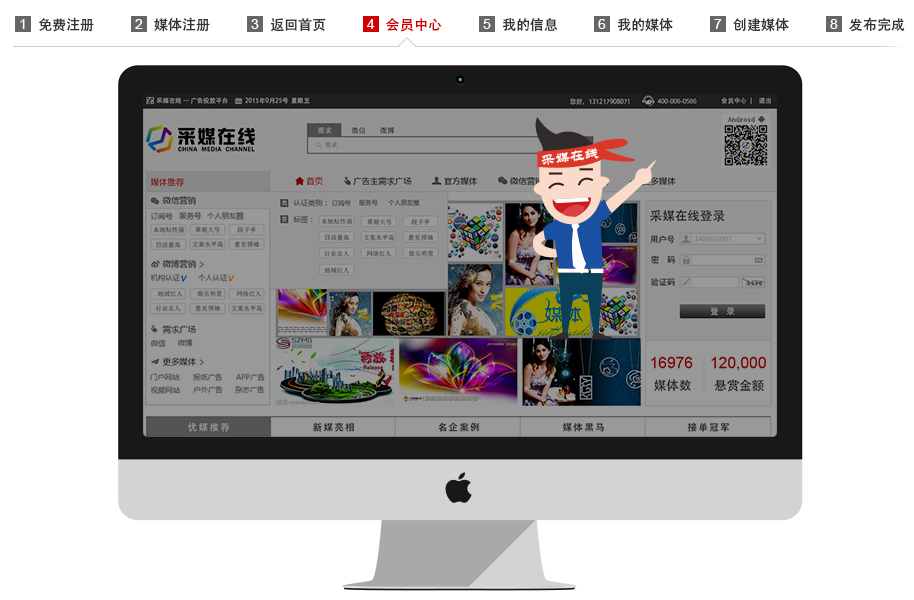 1 免费注册 2 媒体注册 3 返回首页 4 会员中心 5 我的信息 6 我的媒体 7 创建媒体 8 发布完成
采媒在线 — 广告投放平台 2015年9月25号 星期五 您好, 13121790807! 400-006-0586 会员中心 | 退出
采媒在线
CHINA MEDIA CHANNEL
需求 微信 微博
需求
Android
采媒在线
媒体推荐 首页 广告主需求广场 官方媒体 微信营 更多媒体
微信营销 >
订阅号 服务号 个人朋友圈
本地粘性强 草根大号 段子手
日活量高 文案水平高 意见领袖
微博营销 >
机构认证V 个人认证V
地域红人 娱乐明星 网络红人
行业名人 意见领袖 文案水平高
需求广场
微信 微博
更多媒体 >
门户网站 报纸广告 APP广告
视频网站 户外广告 杂志广告
认证类别: 订阅号 服务号 个人朋友圈
标签: 本地粘性强 草根大号 段子手
日活量高 文案水平高 意见领袖
行业名人 网络红人 娱乐明星
地域红人
媒体
SZMG
Release
采媒在线登录
用户号 1486619907
密 码
验证码
登 录
16976 120,000
媒体数 悬赏金额
优媒推荐 新媒亮相 名企案例 媒体黑马 接单冠军